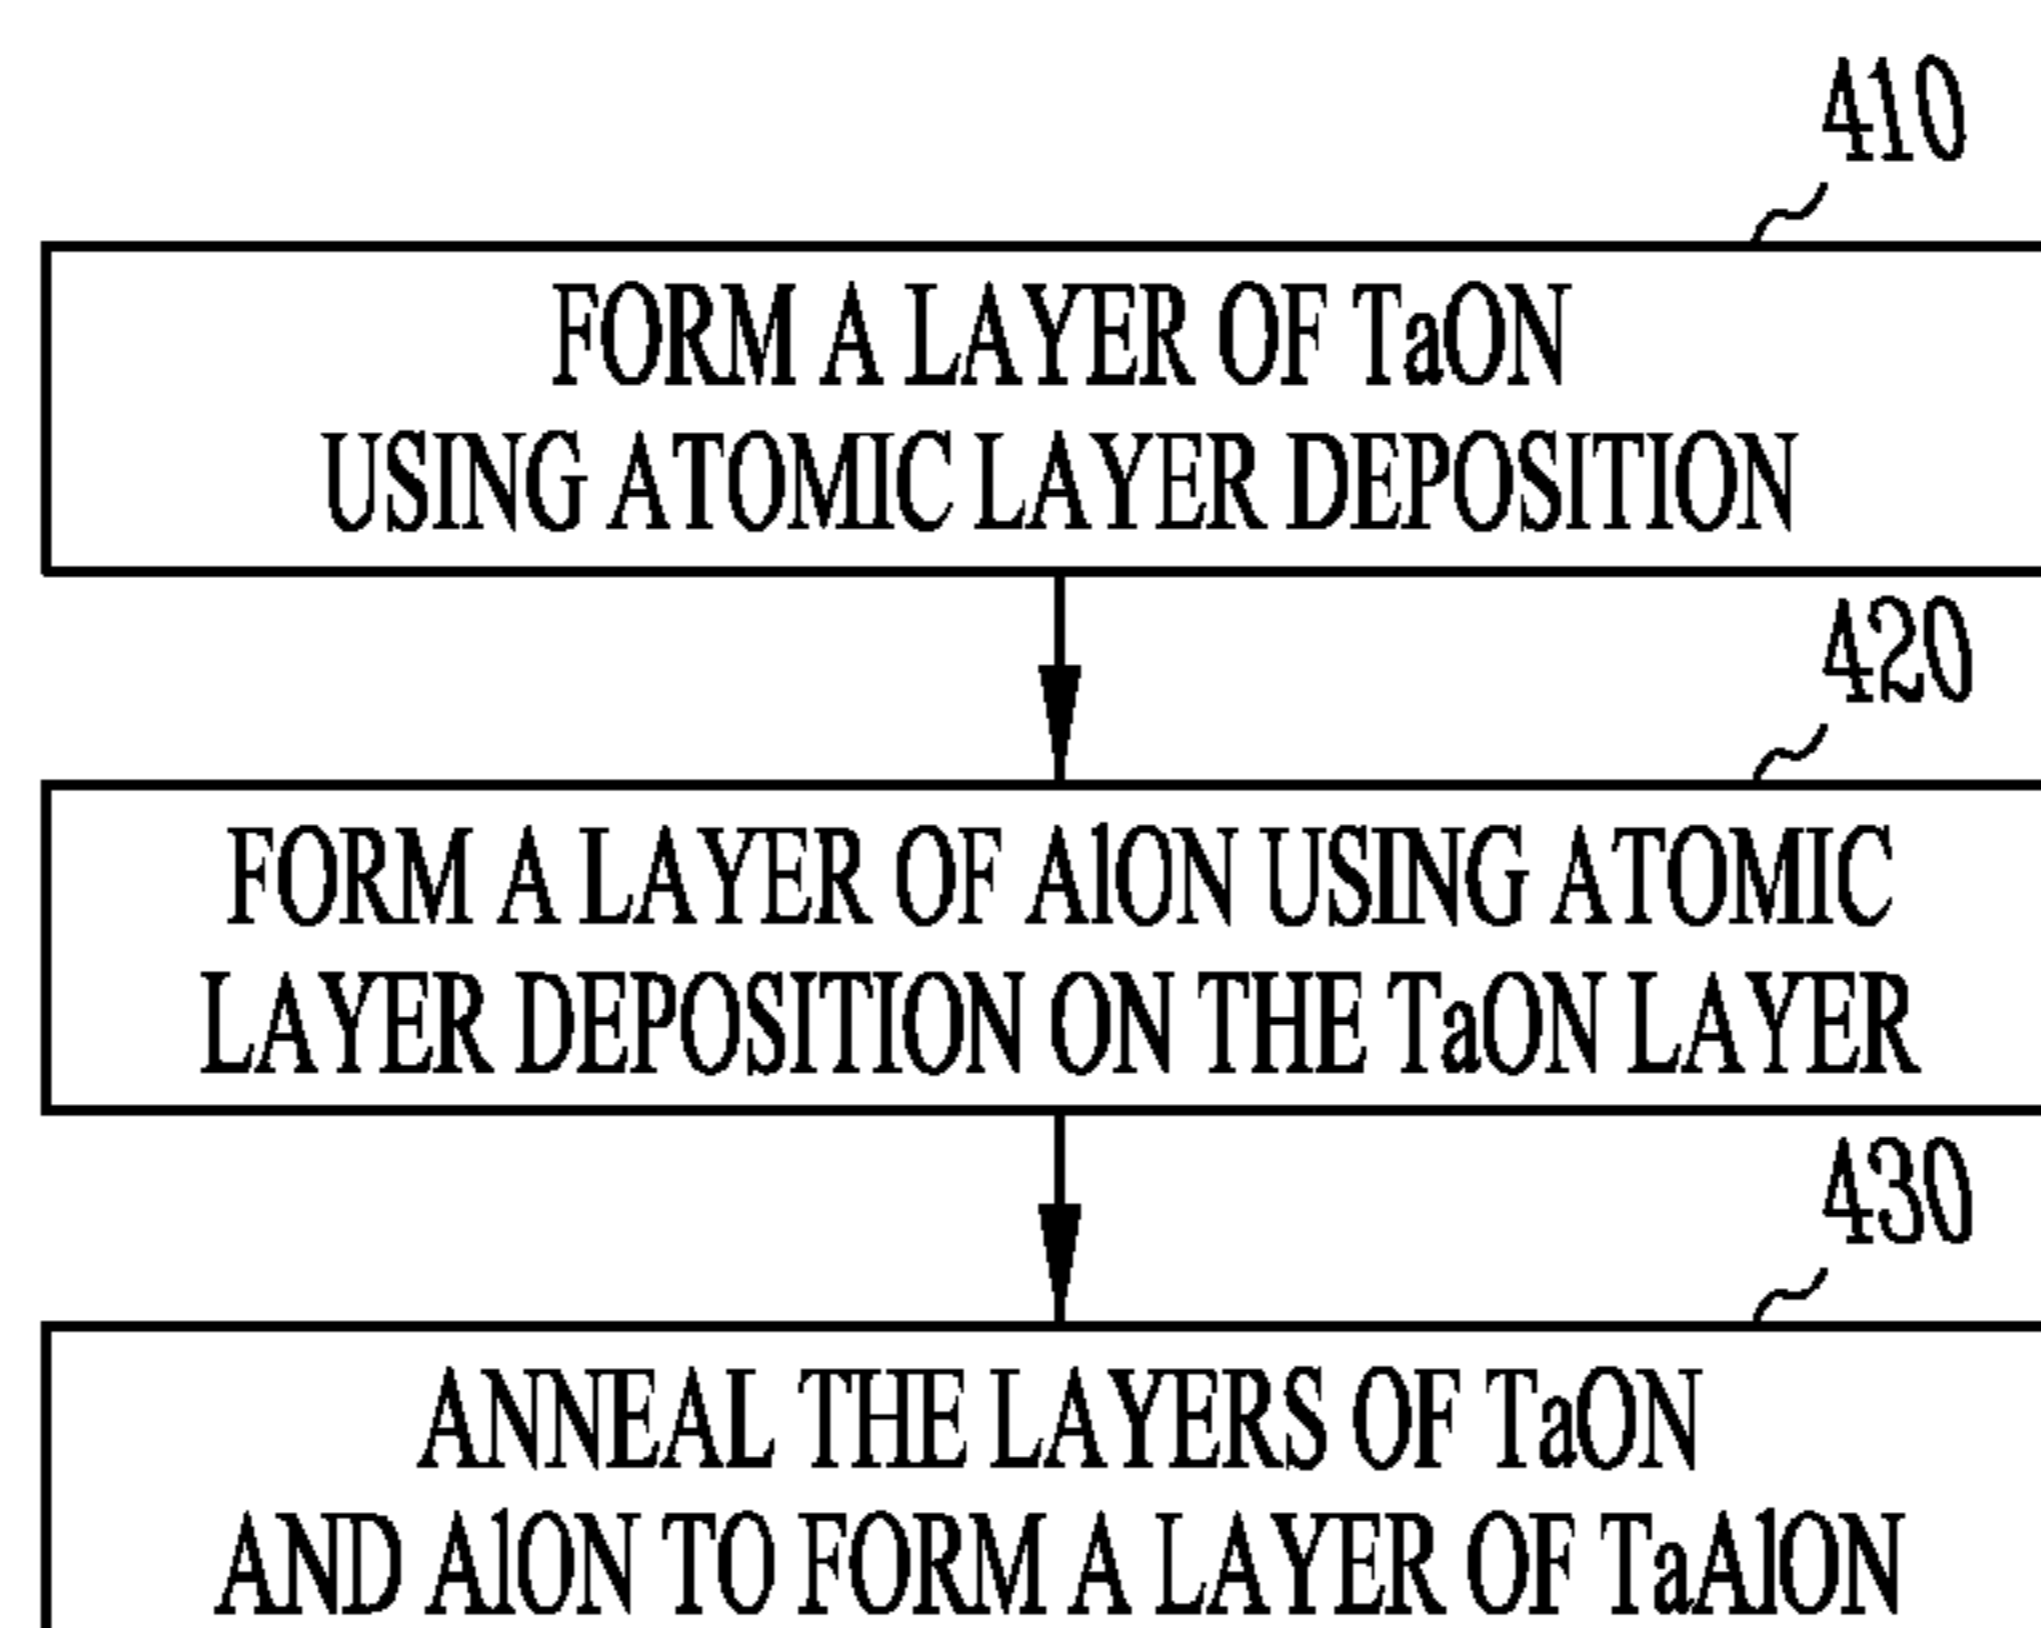 410
FORM A LAYER OF TaON
USING ATOMIC LAYER DEPOSITION
420
FORM A LAYER OF AlON USING ATOMIC
LAYER DEPOSITION ON THE TaON LAYER
430
ANNEAL THE LAYERS OF TaON
AND AlON TO FORM A LAYER OF TaAlON